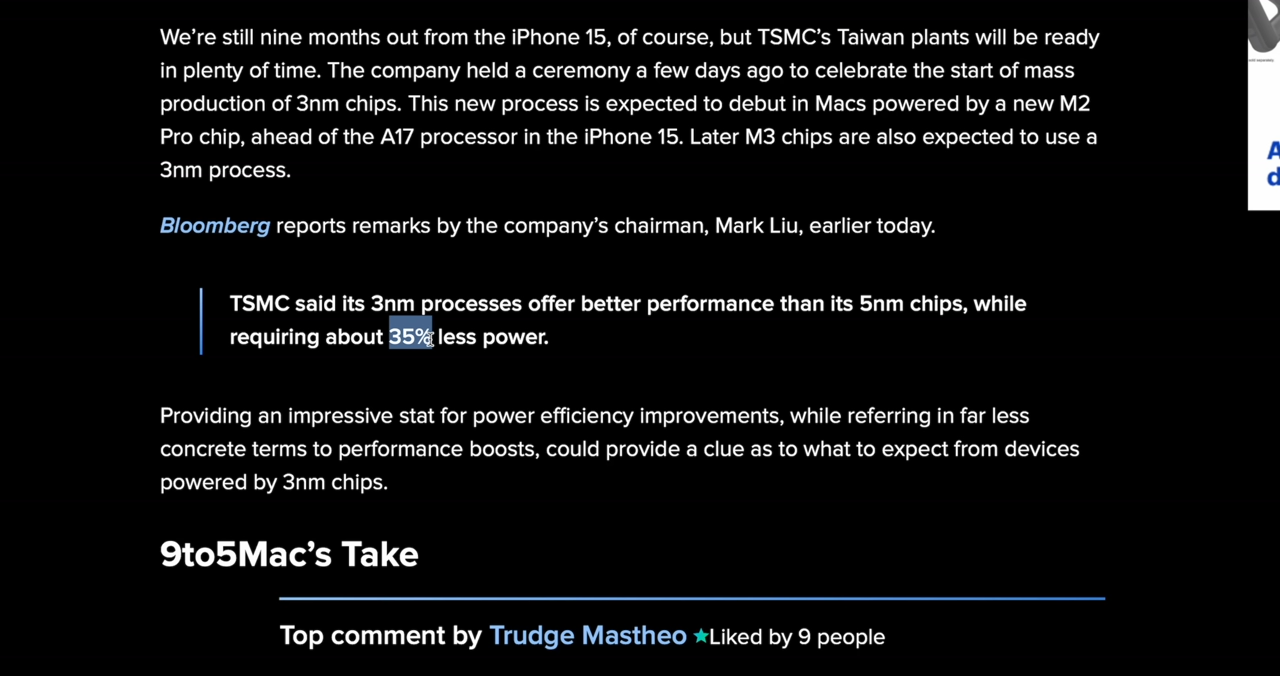 We’re still nine months out from the iPhone 15, of course, but TSMC’s Taiwan plants will be ready
in plenty of time. The company held a ceremony a few days ago to celebrate the start of mass
production of 3nm chips. This new process is expected to debut in Macs powered by a new M2
Pro chip, ahead of the A17 processor in the iPhone 15. Later M3 chips are also expected to use a
3nm process.
Bloomberg reports remarks by the company’s chairman, Mark Liu, earlier today.
TSMC said its 3nm processes offer better performance than its 5nm chips, while
requiring about 35% less power.
Providing an impressive stat for power efficiency improvements, while referring in far less
concrete terms to performance boosts, could provide a clue as to what to expect from devices
powered by 3nm chips.
9to5Mac’s Take
Top comment by Trudge Mastheo ★Liked by 9 people
A
d